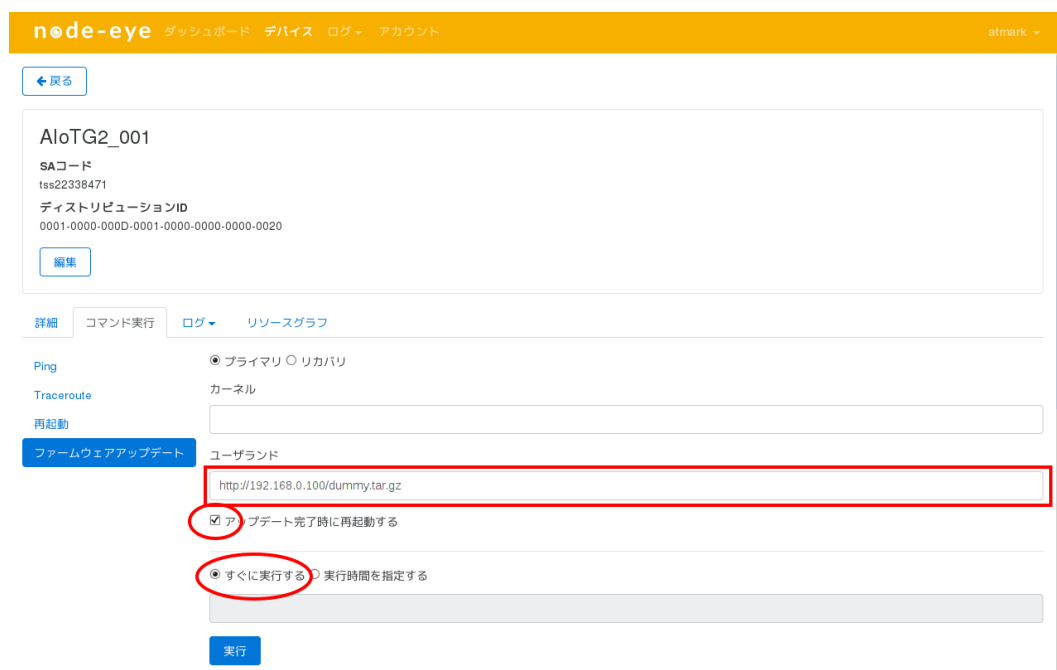 node-eye ダッシュボード デバイス ログ アカウント atmark
戻る
AIoTG2_001
SAコード
tss22338471
ディストリビューションID
0001-0000-000D-0001-0000-0000-0000-0020
編集
詳細 コマンド実行 ログ リソースグラフ
Ping
Traceroute
再起動
ファームウェアアップデート
プライマリ リカバリ
カーネル
ユーザランド
http://192.168.0.100/dummy.tar.gz
アップデート完了時に再起動する
すぐに実行する 実行時間を指定する
実行